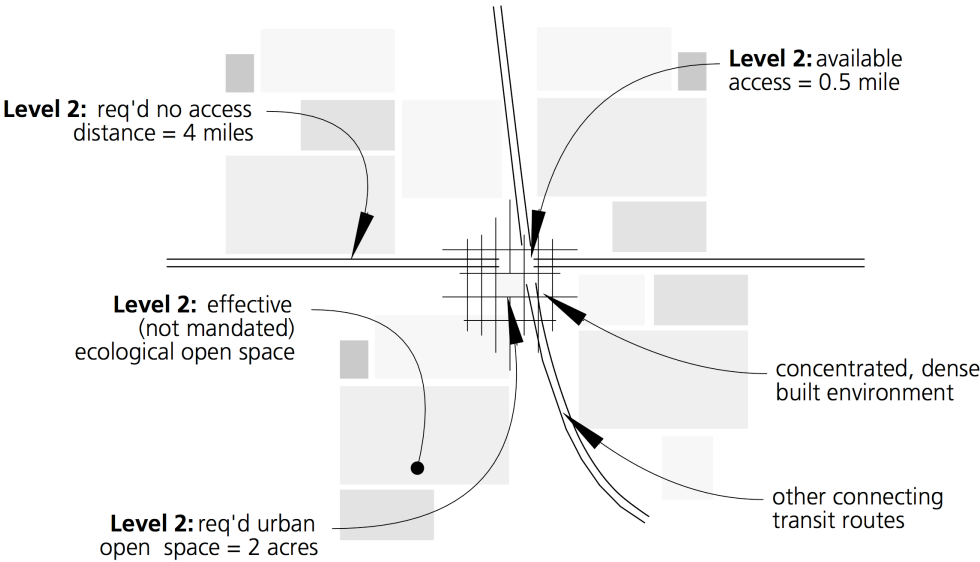 Level 2: available
access = 0.5 mile
Level 2: req'd no access
distance = 4 miles
Level 2: effective
(not mandated)
ecological open space
concentrated, dense
built environment
other connecting
transit routes
Level 2: req'd urban
open space = 2 acres